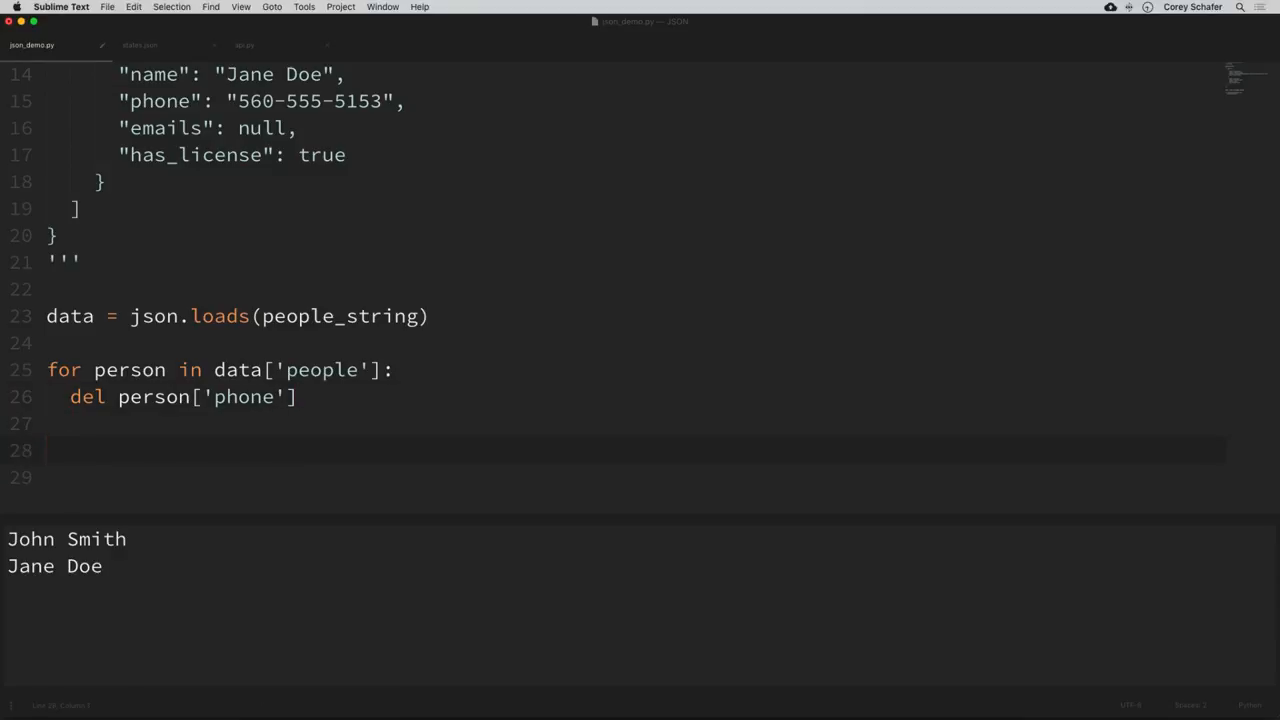 Sublime Text File Edit Selection Find View Goto Tools Project Window Help Corey Schafer
json_demo.py — JSON
json_demo.py states.json api.py
14 "name": "Jane Doe",
15 "phone": "560-555-5153",
16 "emails": null,
17 "has_license": true
18 }
19 ]
20 }
21 '''
22
23 data = json.loads(people_string)
24
25 for person in data['people']:
26 del person['phone']
27
28
29
John Smith
Jane Doe
Line 28, Column 1 UTF-8 Spaces: 2 Python